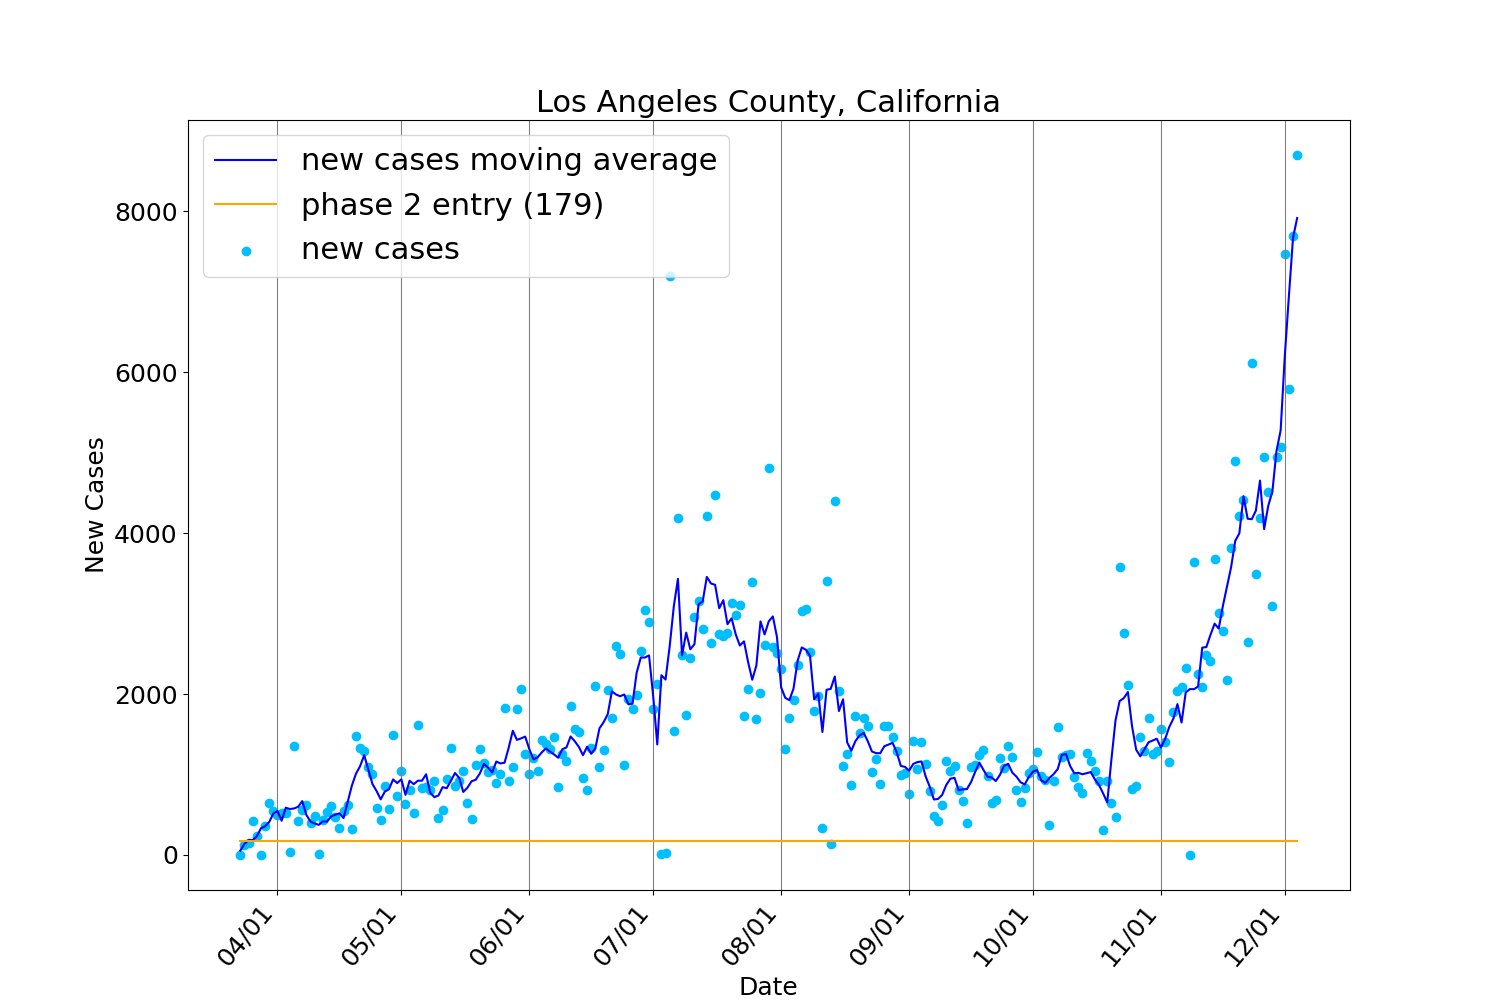 Los Angeles County, California
new cases moving average
phase 2 entry (179)
new cases
8000
6000
4000
2000
0
New Cases
04/01
05/01
06/01
07/01
08/01
09/01
10/01
11/01
12/01
Date